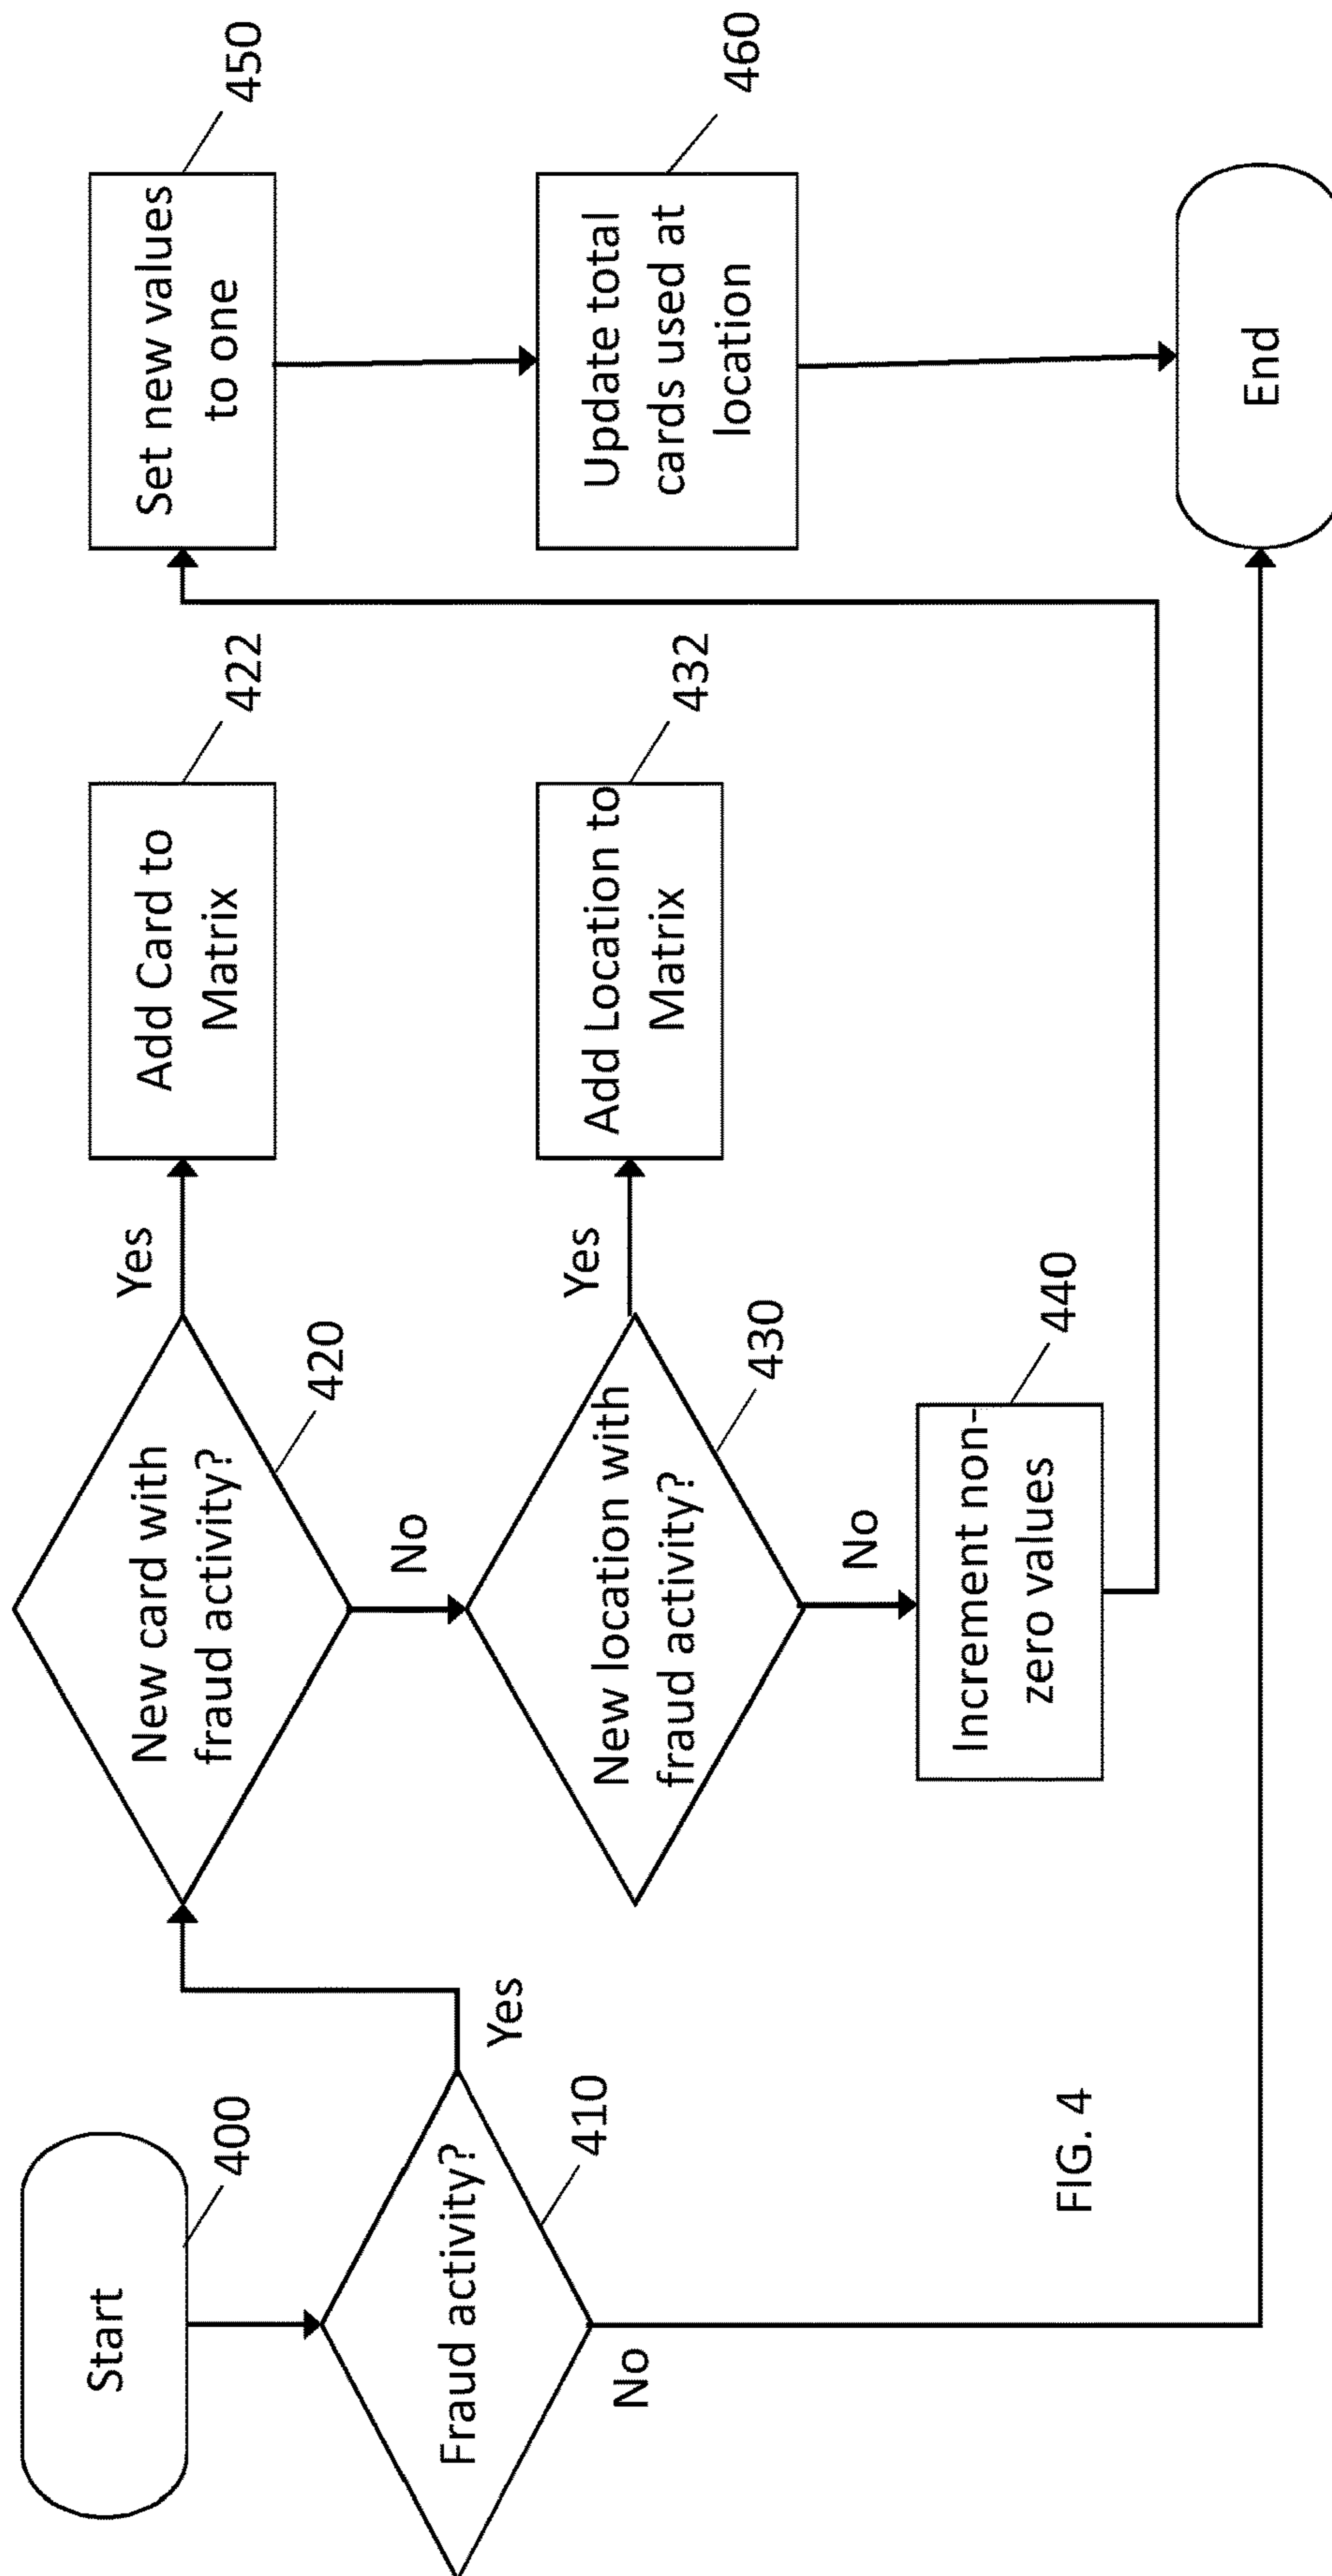 Start
400
Fraud activity?
410
Yes
No
New card with
fraud activity?
420
Yes
No
Add Card to
Matrix
422
New location with
fraud activity?
430
Yes
No
Add Location to
Matrix
432
Increment non-
zero values
440
Set new values
to one
450
Update total
cards used at
location
460
End
FIG. 4